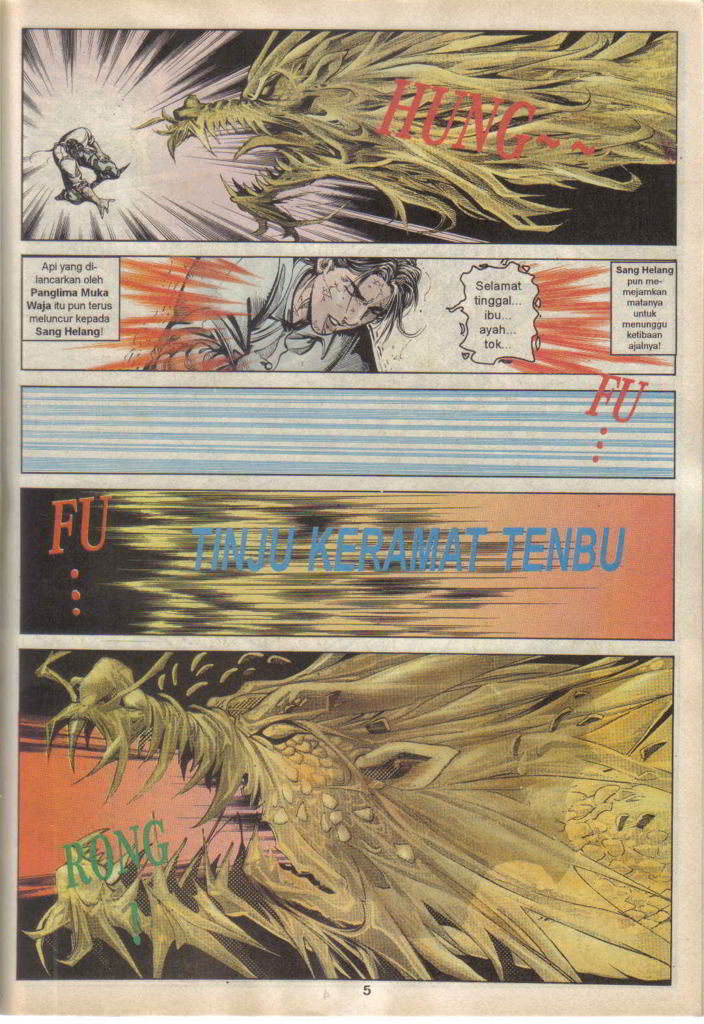 HUNG~~
Api yang di-
lancarkan oleh
Panglima Muka
Waja itu pun terus
meluncur kepada
Sang Helang!
Selamat
tinggal...
ibu...
ayah...
tok...
Sang Helang
pun me-
mejamkan
matanya
untuk
menunggu
ketibaan
ajalnya!
FU
...
FU
...
TINJU KERAMAT TENBU
RONG
!
5